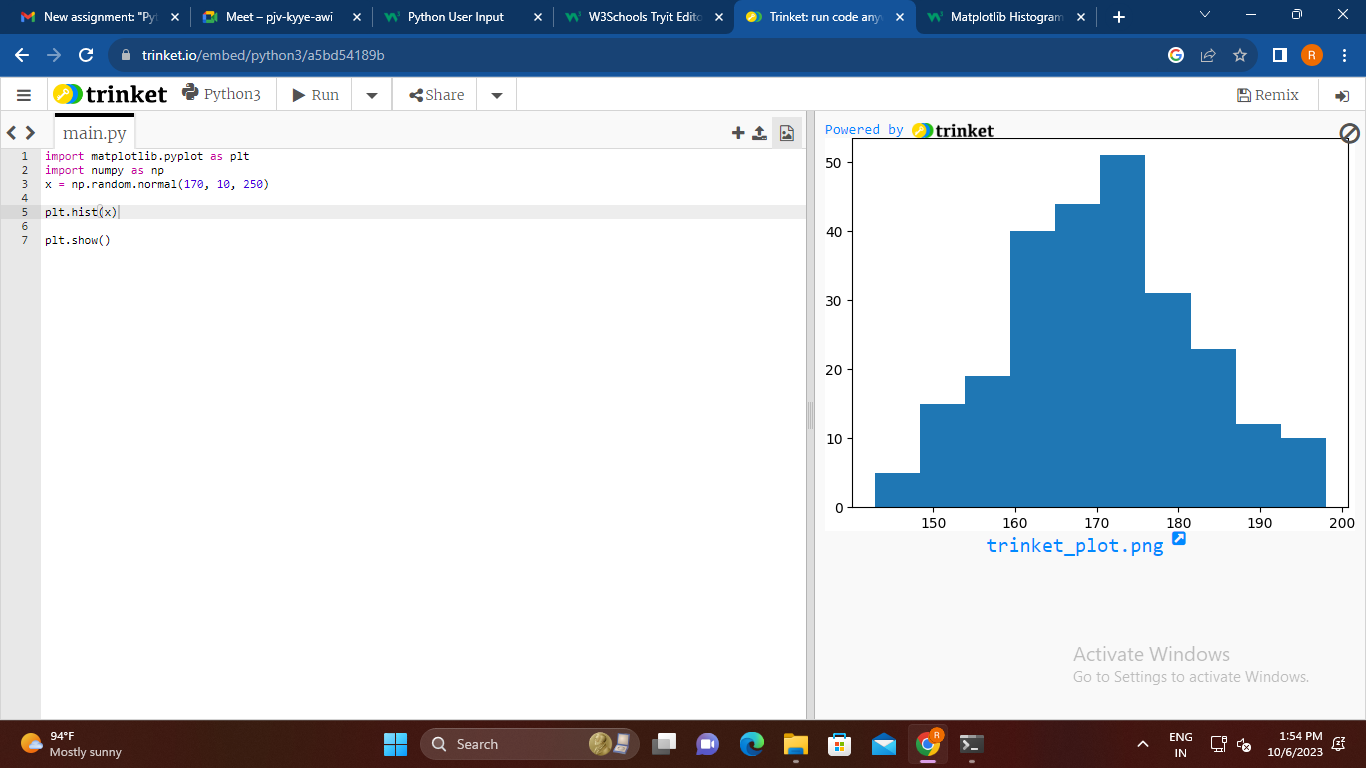 New assignment: "Pyt
Meet – pjv-kyye-awi
Python User Input
W3Schools Tryit Edito
Trinket: run code any
Matplotlib Histogram
trinket.io/embed/python3/a5bd54189b
R
trinket
Python3
Run
Share
Remix
main.py
Powered by trinket
1 import matplotlib.pyplot as plt
2 import numpy as np
3 x = np.random.normal(170, 10, 250)
4
5 plt.hist(x)
6
7 plt.show()
50
40
30
20
10
0
150 160 170 180 190 200
trinket_plot.png
Activate Windows
Go to Settings to activate Windows.
94°F
Mostly sunny
Search
R
ENG
IN
1:54 PM
10/6/2023